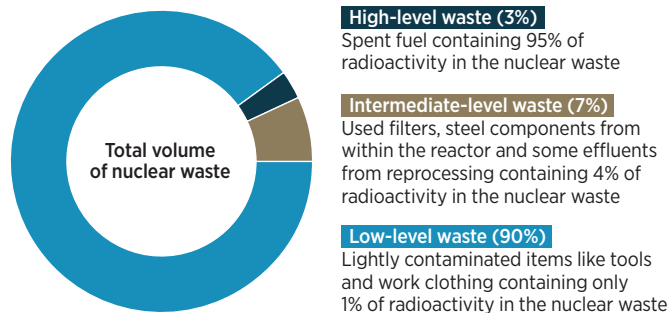 Total volume
of nuclear waste
High-level waste (3%)
Spent fuel containing 95% of
radioactivity in the nuclear waste
Intermediate-level waste (7%)
Used filters, steel components from
within the reactor and some effluents
from reprocessing containing 4% of
radioactivity in the nuclear waste
Low-level waste (90%)
Lightly contaminated items like tools
and work clothing containing only
1% of radioactivity in the nuclear waste